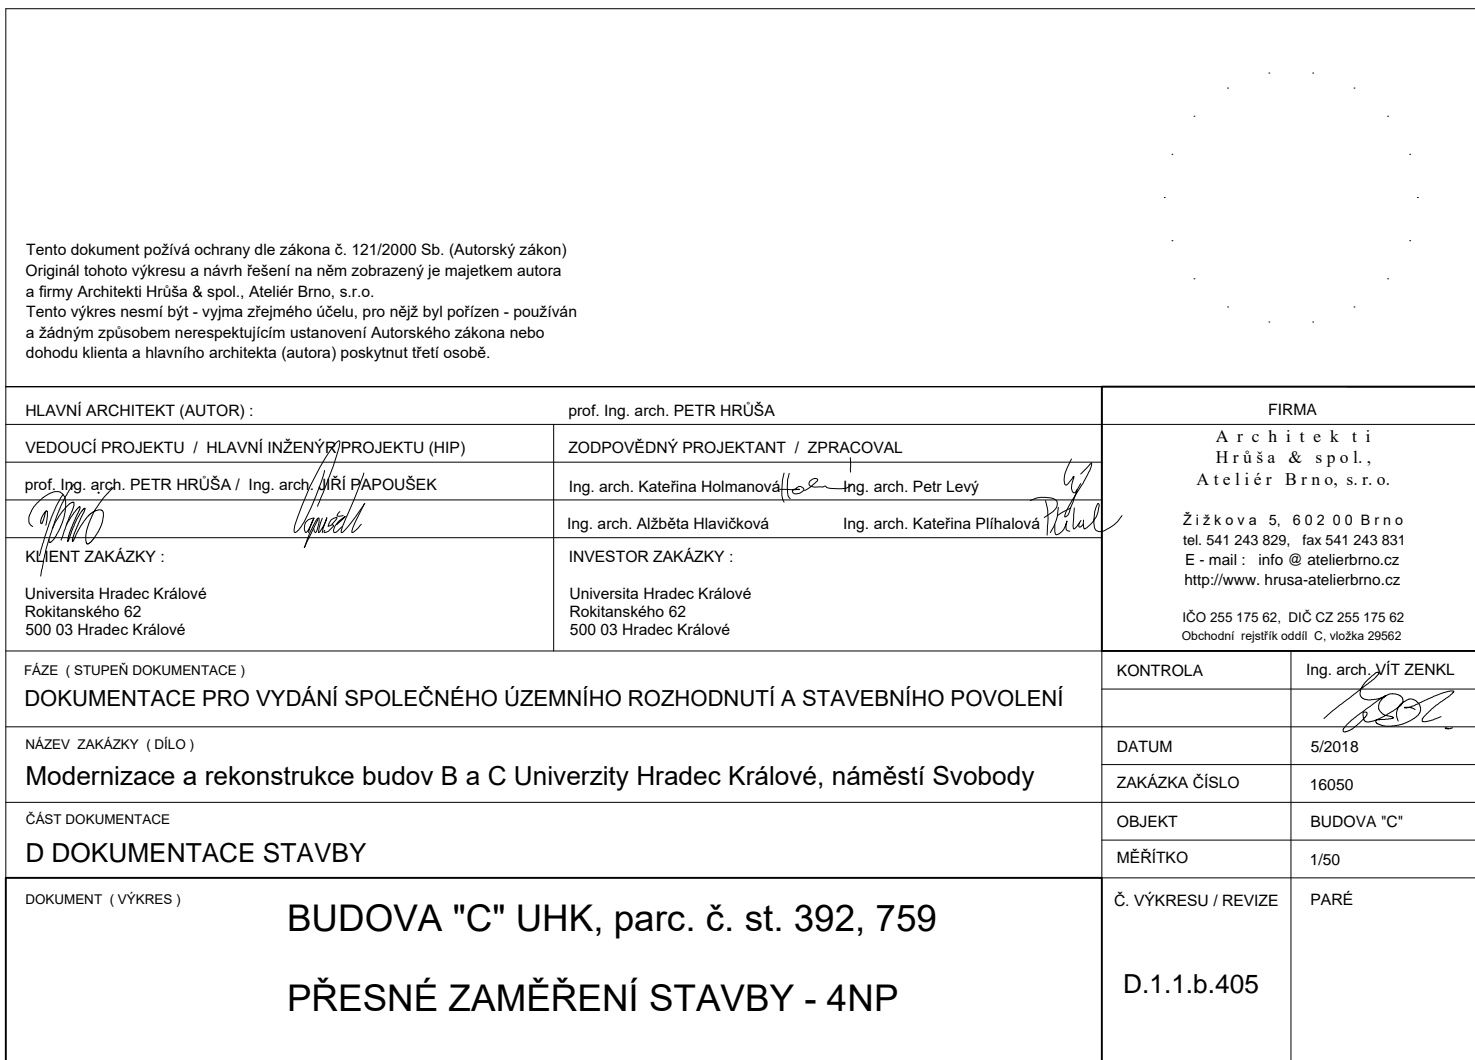 Tento dokument požívá ochrany dle zákona č. 121/2000 Sb. (Autorský zákon)
Originál tohoto výkresu a návrh řešení na něm zobrazený je majetkem autora
a firmy Architekti Hrůša & spol., Ateliér Brno, s.r.o.
Tento výkres nesmí být - vyjma zřejmého účelu, pro nějž byl pořízen - používán
a žádným způsobem nerespektujícím ustanovení Autorského zákona nebo
dohodu klienta a hlavního architekta (autora) poskytnut třetí osobě.
HLAVNÍ ARCHITEKT (AUTOR) : prof. Ing. arch. PETR HRŮŠA
VEDOUCÍ PROJEKTU / HLAVNÍ INŽENÝR PROJEKTU (HIP)
prof. Ing. arch. PETR HRŮŠA / Ing. arch. JIŘÍ PAPOUŠEK
ZODPOVĚDNÝ PROJEKTANT / ZPRACOVAL
Ing. arch. Kateřina Holmanová Ing. arch. Petr Levý
Ing. arch. Alžběta Hlavičková Ing. arch. Kateřina Plíhalová
KLIENT ZAKÁZKY :
Universita Hradec Králové
Rokitanského 62
500 03 Hradec Králové
INVESTOR ZAKÁZKY :
Universita Hradec Králové
Rokitanského 62
500 03 Hradec Králové
FIRMA
Architekti
Hrůša & spol.,
Ateliér Brno, s.r.o.
Žižkova 5, 602 00 Brno
tel. 541 243 829, fax 541 243 831
E - mail : info @ atelierbrno.cz
http://www. hrusa-atelierbrno.cz
IČO 255 175 62, DIČ CZ 255 175 62
Obchodní rejstřík oddíl C, vložka 29562
FÁZE ( STUPEŇ DOKUMENTACE )
DOKUMENTACE PRO VYDÁNÍ SPOLEČNÉHO ÚZEMNÍHO ROZHODNUTÍ A STAVEBNÍHO POVOLENÍ
KONTROLA Ing. arch. VÍT ZENKL
NÁZEV ZAKÁZKY ( DÍLO )
Modernizace a rekonstrukce budov B a C Univerzity Hradec Králové, náměstí Svobody
DATUM 5/2018
ZAKÁZKA ČÍSLO 16050
ČÁST DOKUMENTACE
D DOKUMENTACE STAVBY
OBJEKT BUDOVA "C"
MĚŘÍTKO 1/50
DOKUMENT ( VÝKRES )
BUDOVA "C" UHK, parc. č. st. 392, 759
PŘESNÉ ZAMĚŘENÍ STAVBY - 4NP
Č. VÝKRESU / REVIZE PARÉ
D.1.1.b.405